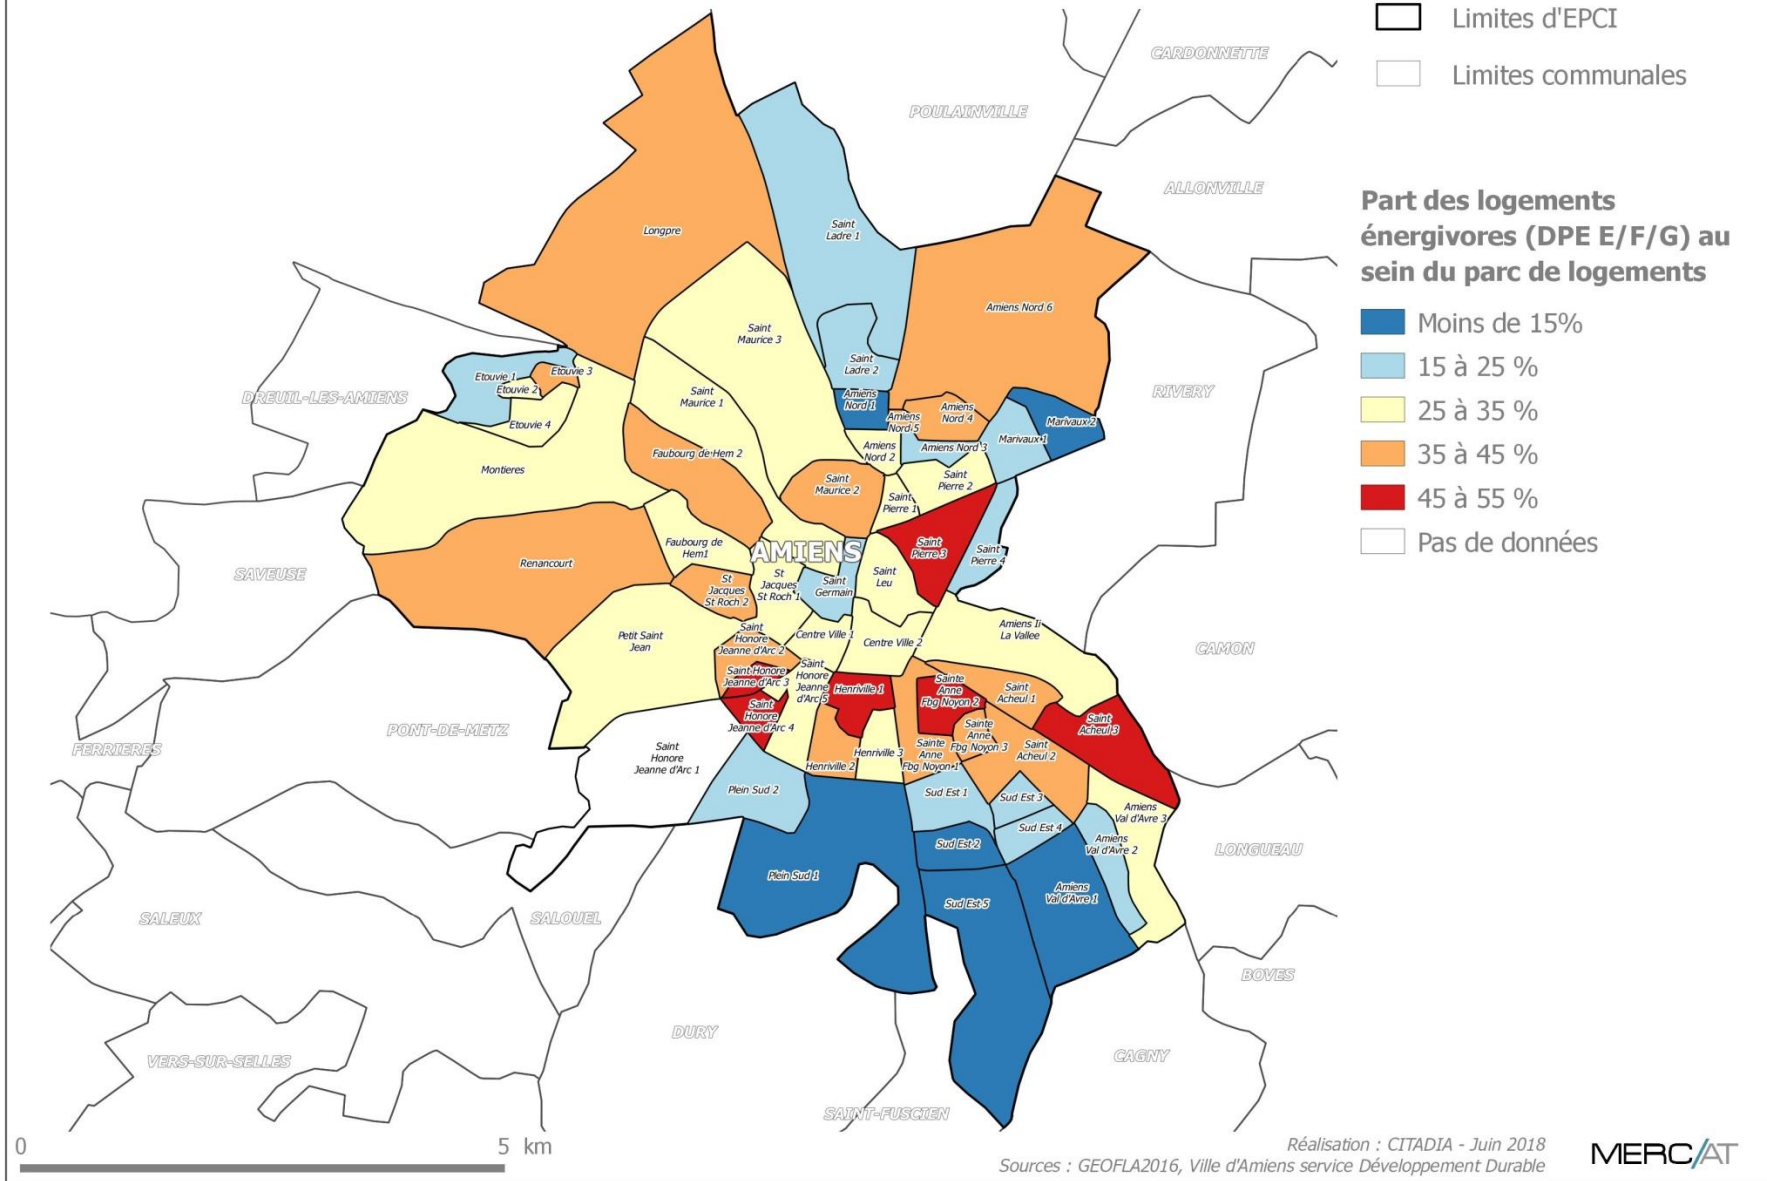 Limites d'EPCI
Limites communales
Part des logements
énergivores (DPE E/F/G) au
sein du parc de logements
Moins de 15%
15 à 25 %
25 à 35 %
35 à 45 %
45 à 55 %
Pas de données
CARDONNETTE
POULAINVILLE
ALLONVILLE
Longpre
Saint
Ladre 1
Amiens Nord 6
Saint
Maurice 3
Saint
Ladre 2
Etouvie 1
Etouvie 2
Etouvie 3
Etouvie 4
DREUIL-LES-AMIENS
RIVERY
Saint
Maurice 1
Amiens
Nord 1
Amiens
Nord 5
Amiens
Nord 4
Marivaux 2
Marivaux 1
Amiens
Nord 2
Amiens Nord 3
Faubourg de Hem 2
Montieres
Saint
Maurice 2
Saint
Pierre 2
Saint
Pierre 1
Faubourg de
Hem1
AMIENS
Saint
Pierre 3
Saint
Pierre 4
Renancourt
SAVEUSE
St
Jacques
St Roch 2
St
Jacques
St Roch 1
Saint
Germain
Saint
Leu
Petit Saint
Jean
Saint
Honore
Jeanne d'Arc 2
Centre Ville 1
Centre Ville 2
Amiens Ii
La Vallee
CAMON
Saint Honore
Jeanne d'Arc 3
Saint
Honore
Jeanne
d'Arc 5
Henriville 1
Sainte
Anne
Fbg Noyon 2
Saint
Acheul 1
Saint
Honore
Jeanne d'Arc 4
Sainte
Anne
Fbg Noyon 3
Saint
Acheul 3
PONT-DE-METZ
FERRIERES
Saint
Honore
Jeanne d'Arc 1
Henriville 2
Henriville 3
Sainte
Anne
Fbg Noyon 1
Saint
Acheul 2
Plein Sud 2
Sud Est 1
Sud Est 3
Amiens
Val d'Avre 3
Sud Est 4
Sud Est 2
Amiens
Val d'Avre 2
LONGUEAU
Plein Sud 1
Amiens
Val d'Avre 1
Sud Est 5
SALEUX
SALOUEL
BOVES
DURY
CAGNY
VERS-SUR-SELLES
SAINT-FUSCIEN
0 5 km
Réalisation : CITADIA - Juin 2018
Sources : GEOFLA2016, Ville d'Amiens service Développement Durable
MERC/AT